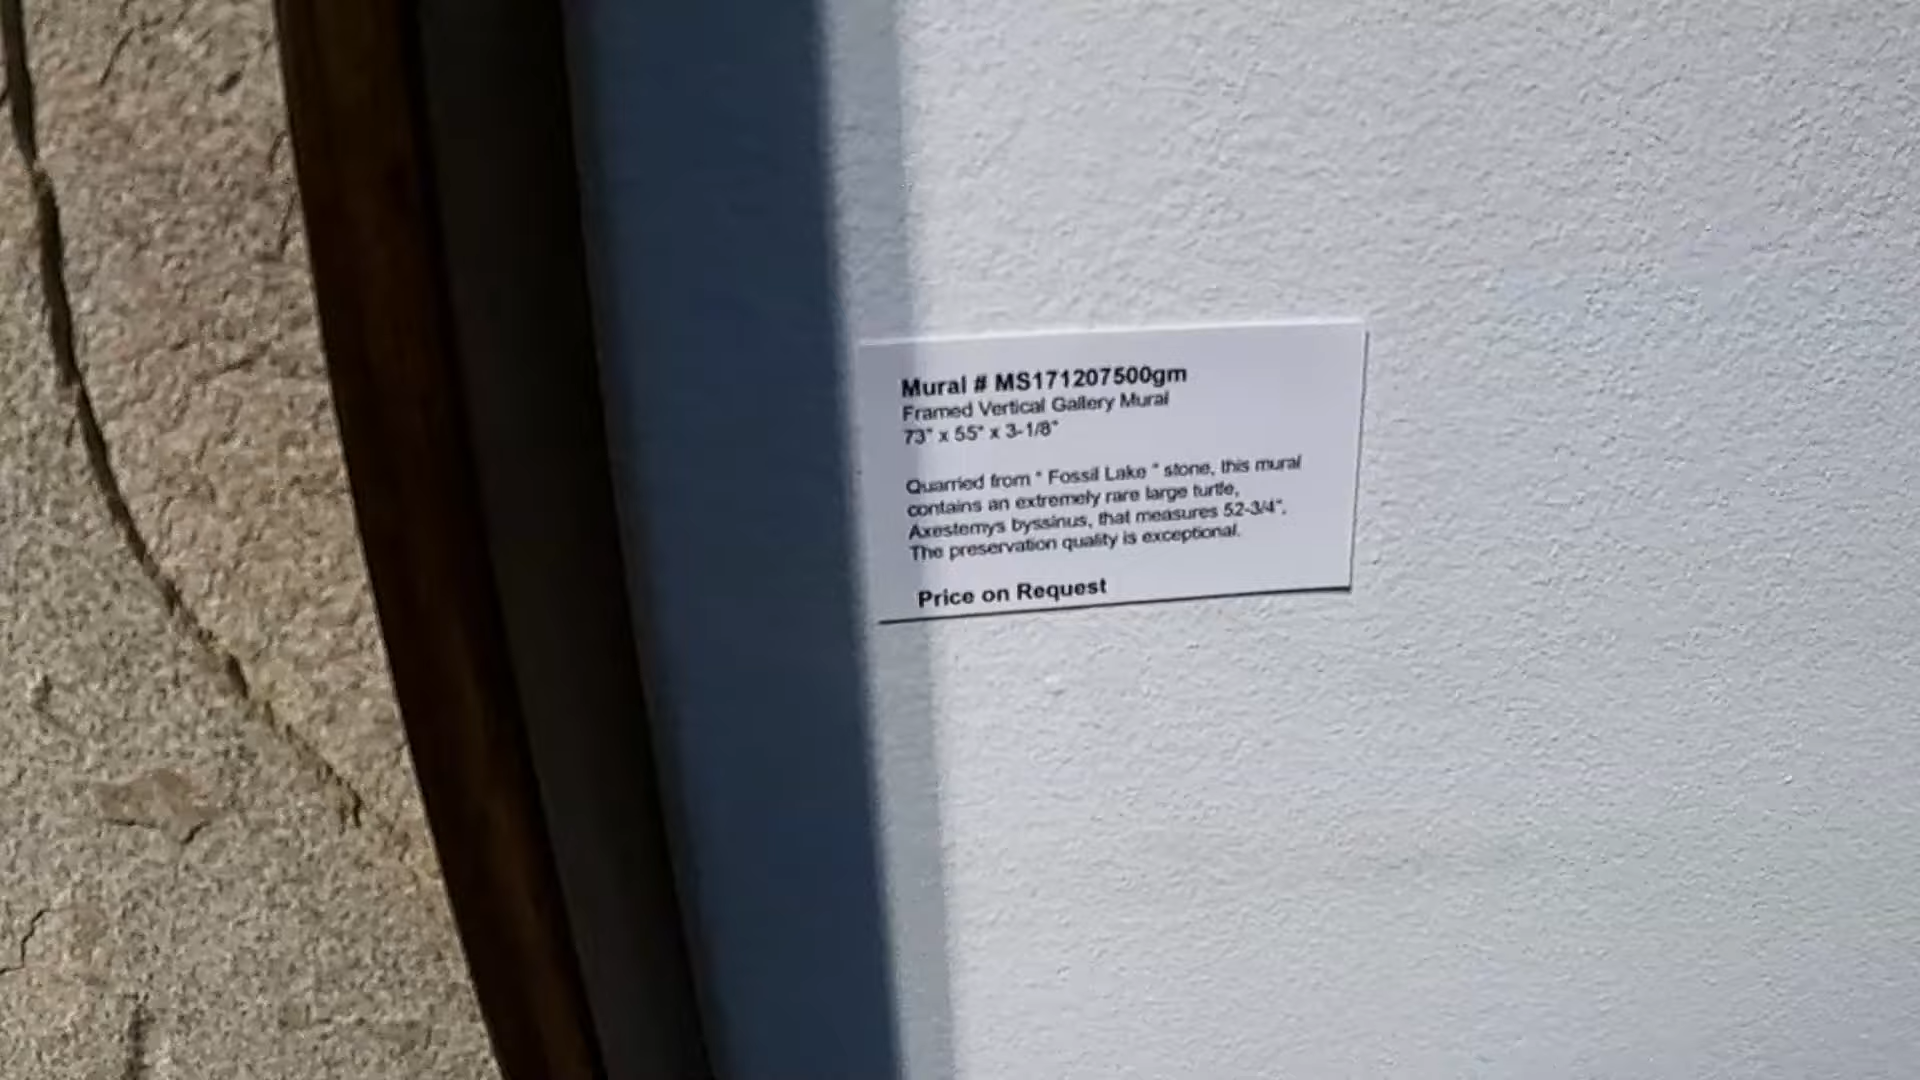 Mural # MS171207500gm
Framed Vertical Gallery Mural
73" x 55" x 3-1/8"
Quarried from " Fossil Lake " stone, this mural
contains an extremely rare large turtle,
Axestemys byssinus, that measures 52-3/4".
The preservation quality is exceptional.
Price on Request